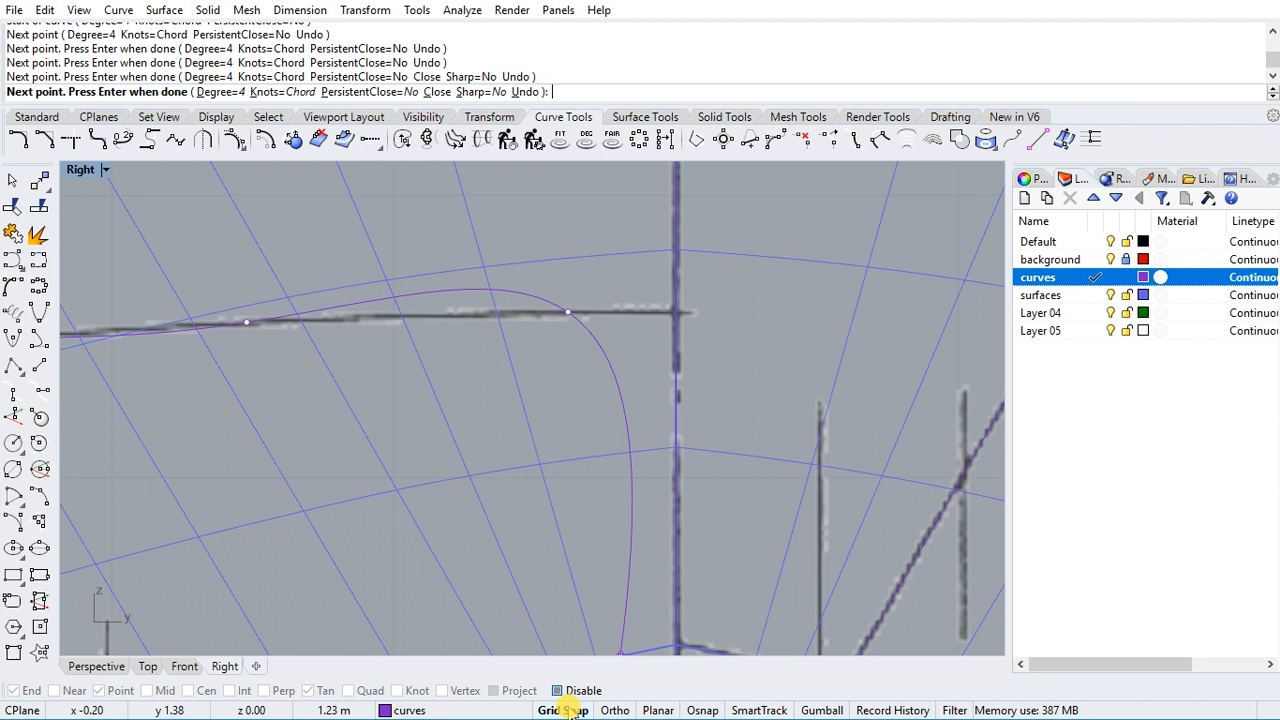 File Edit View Curve Surface Solid Mesh Dimension Transform Tools Analyze Render Panels Help
Next point ( Degree=4 Knots=Chord PersistentClose=No Undo )
Next point. Press Enter when done ( Degree=4 Knots=Chord PersistentClose=No Undo )
Next point. Press Enter when done ( Degree=4 Knots=Chord PersistentClose=No Undo )
Next point. Press Enter when done ( Degree=4 Knots=Chord PersistentClose=No Close Sharp=No Undo )
Next point. Press Enter when done ( Degree=4 Knots=Chord PersistentClose=No Close Sharp=No Undo ):
Standard CPlanes Set View Display Select Viewport Layout Visibility Transform Curve Tools Surface Tools Solid Tools Mesh Tools Render Tools Drafting New in V6
FIT DEG FAIR
Right
P... L... R... M... Li... H...
Name Material Linetype
Default Continuo
background Continuo
curves Continuo
surfaces Continuo
Layer 04 Continuo
Layer 05 Continuo
z
y
Perspective Top Front Right
End Near Point Mid Cen Int Perp Tan Quad Knot Vertex Project Disable
CPlane x -0.20 y 1.38 z 0.00 1.23 m curves Grid Snap Ortho Planar Osnap SmartTrack Gumball Record History Filter Memory use: 387 MB